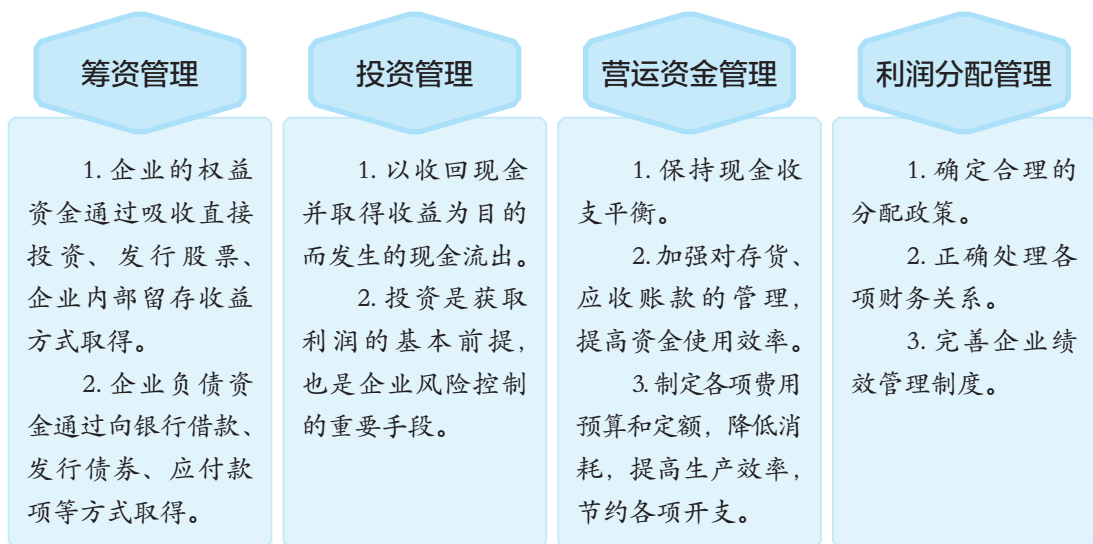 筹资管理
1. 企业的权益
资金通过吸收直接
投资、发行股票、
企业内部留存收益
方式取得。
2. 企业负债资
金通过向银行借款、
发行债券、应付款
项等方式取得。
投资管理
1. 以收回现金
并取得收益为目的
而发生的现金流出。
2. 投资是获取
利润的基本前提，
也是企业风险控制
的重要手段。
营运资金管理
1. 保持现金收
支平衡。
2. 加强对存货、
应收账款的管理，
提高资金使用效率。
3. 制定各项费用
预算和定额，降低消
耗，提高生产效率，
节约各项开支。
利润分配管理
1. 确定合理的
分配政策。
2. 正确处理各
项财务关系。
3. 完善企业绩
效管理制度。